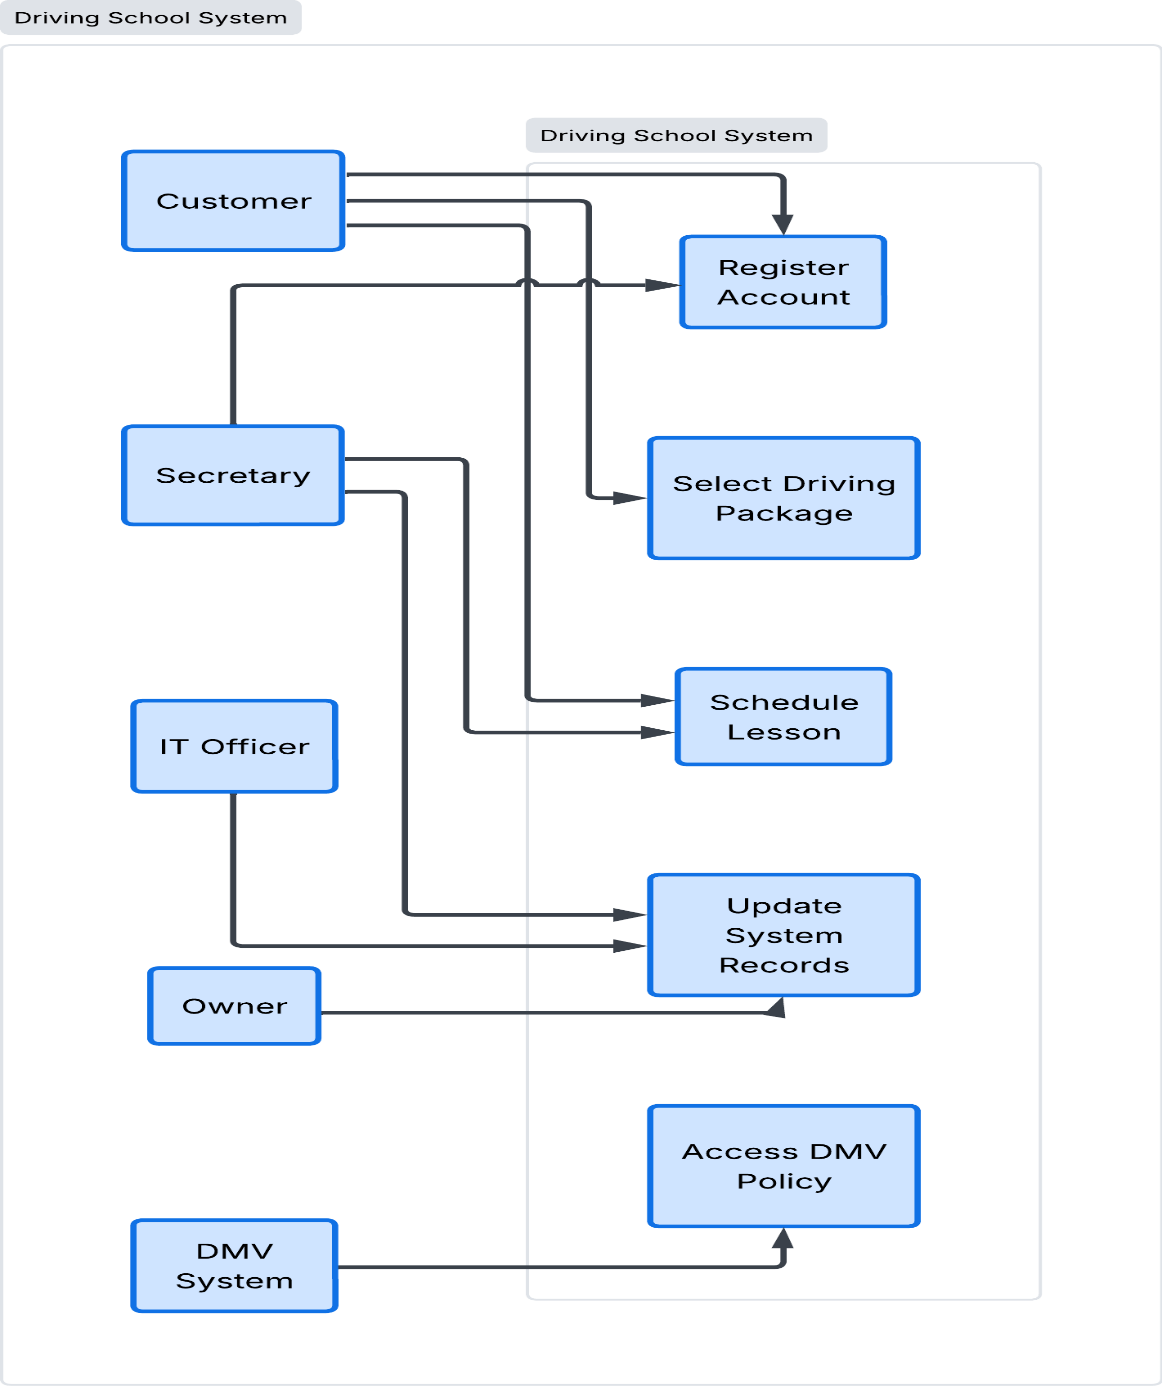 Driving School System
Driving School System
Customer
Register
Account
Secretary
Select Driving
Package
Schedule
Lesson
IT Officer
Update
System
Records
Owner
Access DMV
Policy
DMV
System